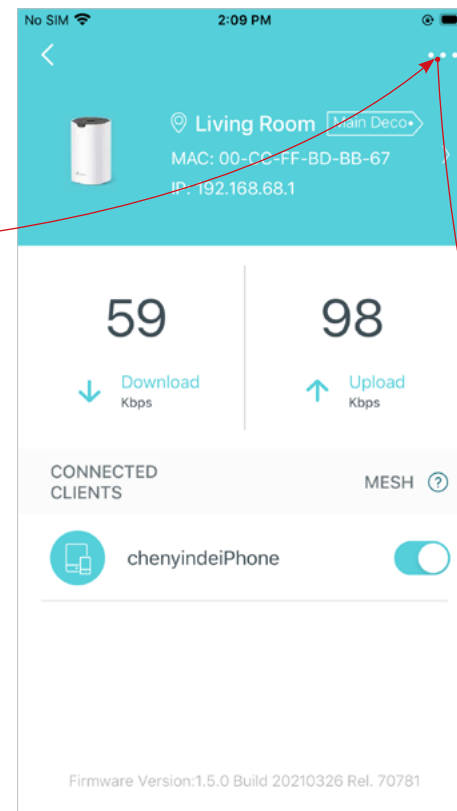 No SIM 2:09 PM
Living Room Main Deco
MAC: 00-CC-FF-BD-BB-67
IP: 192.168.68.1
59 98
Download Upload
Kbps Kbps
CONNECTED
CLIENTS
MESH ?
chenyindeiPhone
Firmware Version:1.5.0 Build 20210326 Rel. 70781